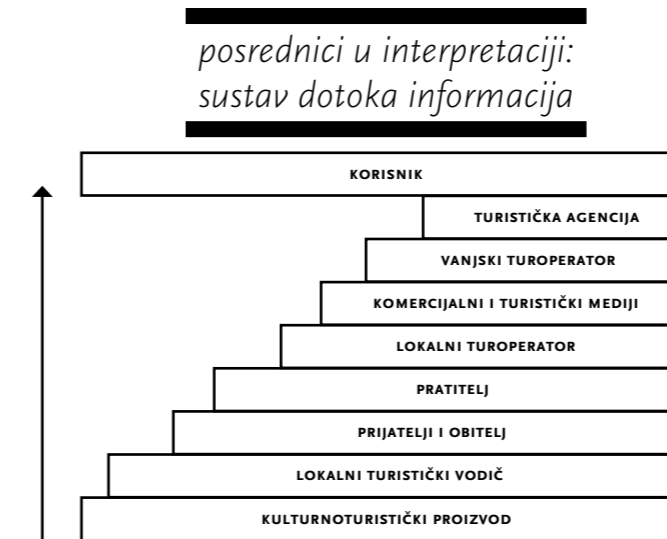 posrednici u interpretaciji:
sustav dotoka informacija
KORISNIK
TURISTIČKA AGENCIJA
VANJSKI TUROPERATOR
KOMERCIJALNI I TURISTIČKI MEDIJI
LOKALNI TUROPERATOR
PRATITELJ
PRIJATELJI I OBITELJ
LOKALNI TURISTIČKI VODIČ
KULTURNOTURISTIČKI PROIZVOD